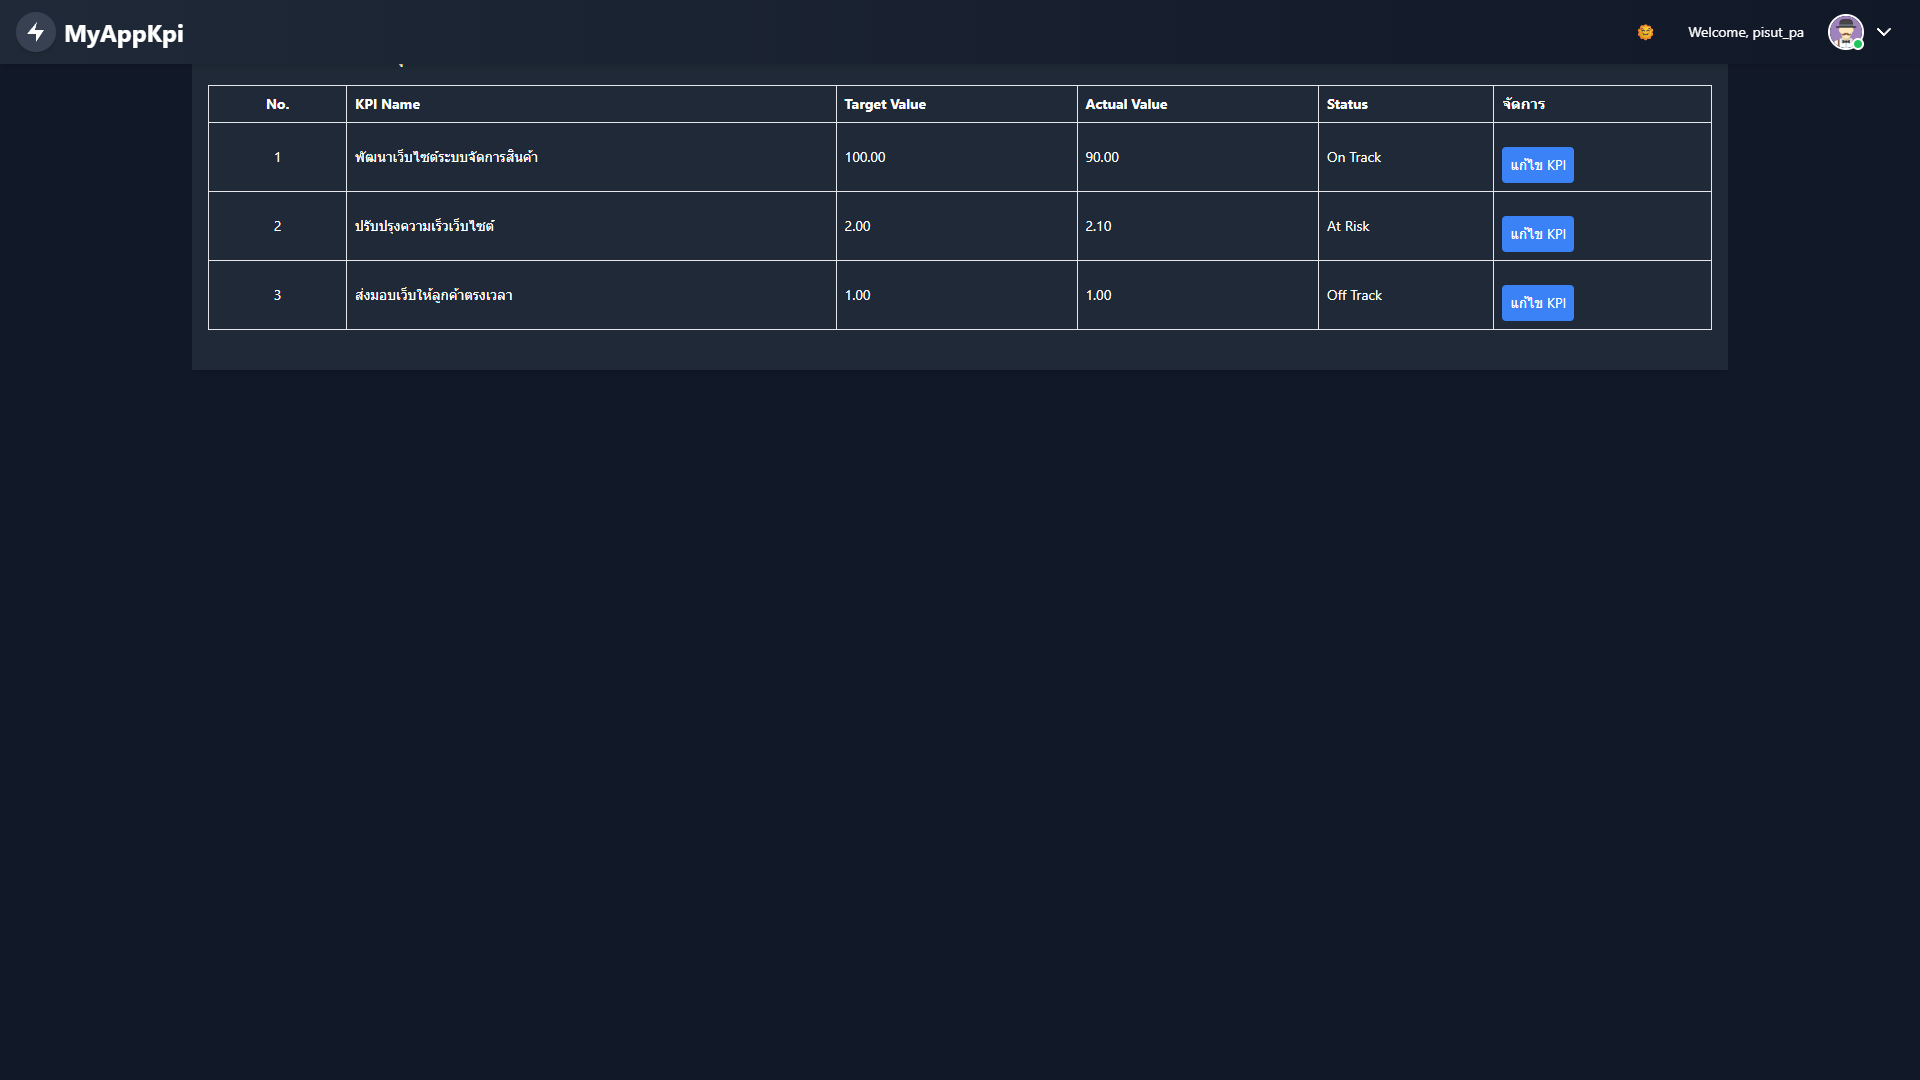 MyAppKpi
Welcome, pisut_pa
No. KPI Name Target Value Actual Value Status จัดการ
1 พัฒนาเว็บไซต์ระบบจัดการสินค้า 100.00 90.00 On Track แก้ไข KPI
2 ปรับปรุงความเร็วเว็บไซต์ 2.00 2.10 At Risk แก้ไข KPI
3 ส่งมอบเว็บให้ลูกค้าตรงเวลา 1.00 1.00 Off Track แก้ไข KPI